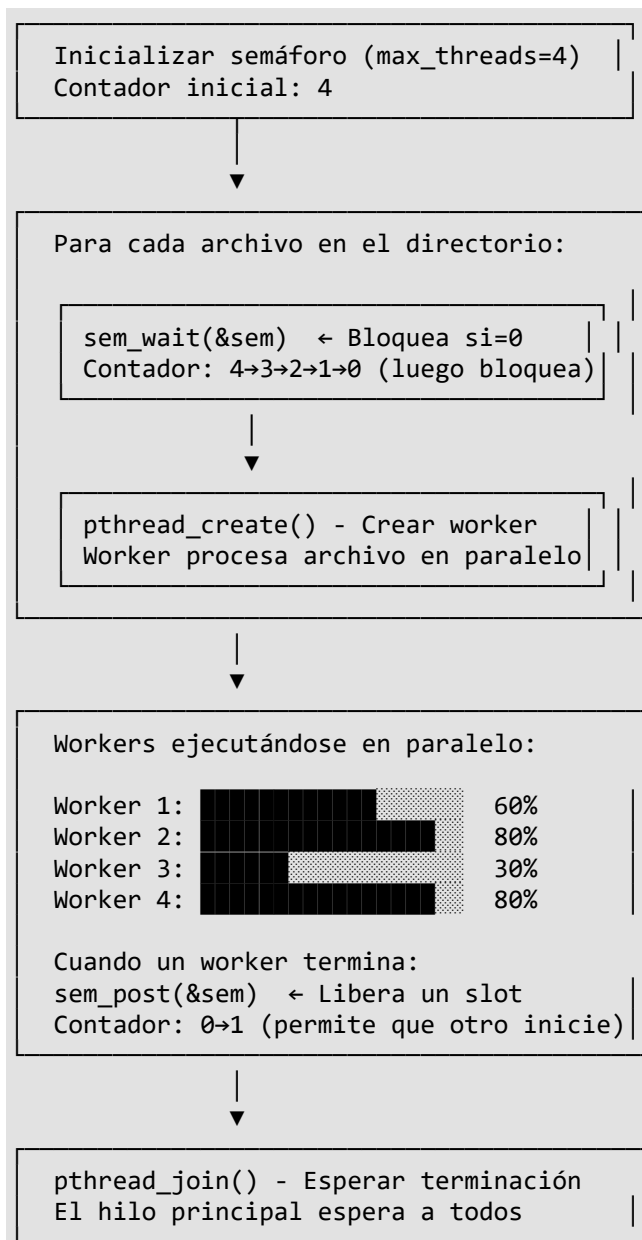 Inicializar semáforo (max_threads=4)
Contador inicial: 4
Para cada archivo en el directorio:
sem_wait(&sem) ← Bloquea si=0
Contador: 4→3→2→1→0 (luego bloquea)
pthread_create() - Crear worker
Worker procesa archivo en paralelo
Workers ejecutándose en paralelo:
Worker 1: 60%
Worker 2: 80%
Worker 3: 30%
Worker 4: 80%
Cuando un worker termina:
sem_post(&sem) ← Libera un slot
Contador: 0→1 (permite que otro inicie)
pthread_join() - Esperar terminación
El hilo principal espera a todos